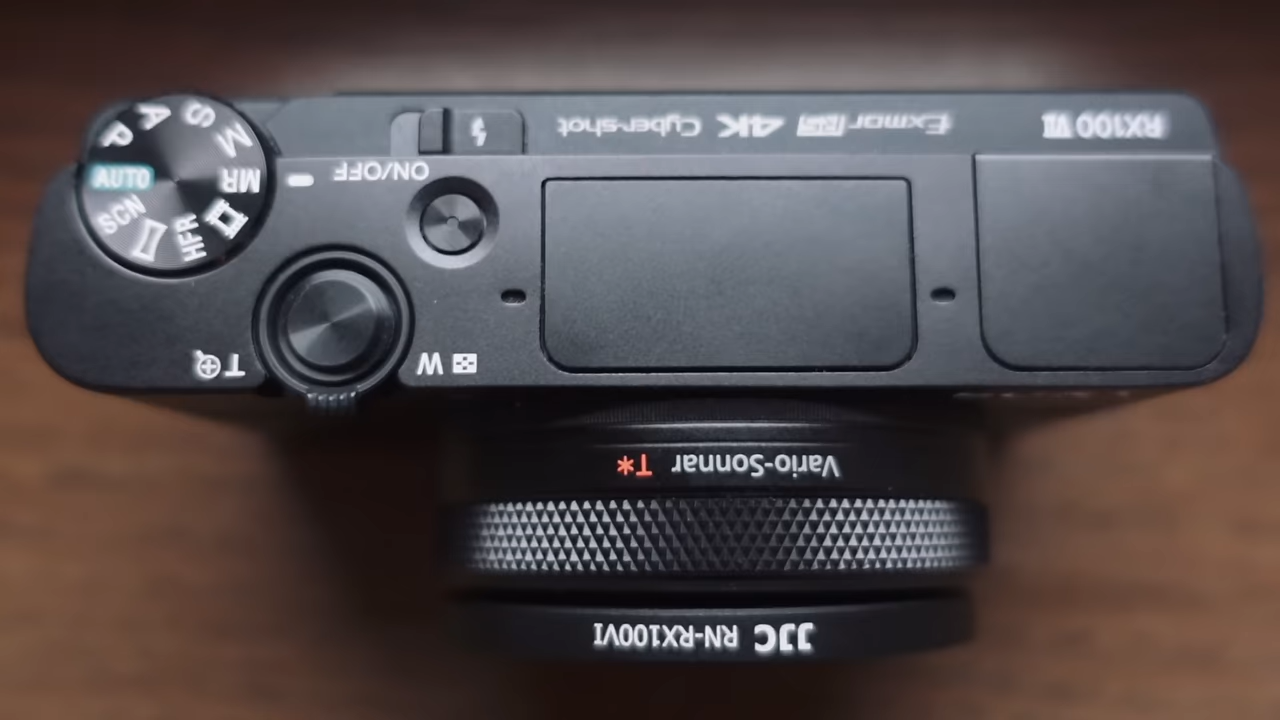 JJC RN-RX100VI
Vario-Sonnar T*
W
T
ON/OFF
AUTO
P
A
S
M
MR
HFR
SCN
RX100 VII
Exmor RS 4K Cyber-shot